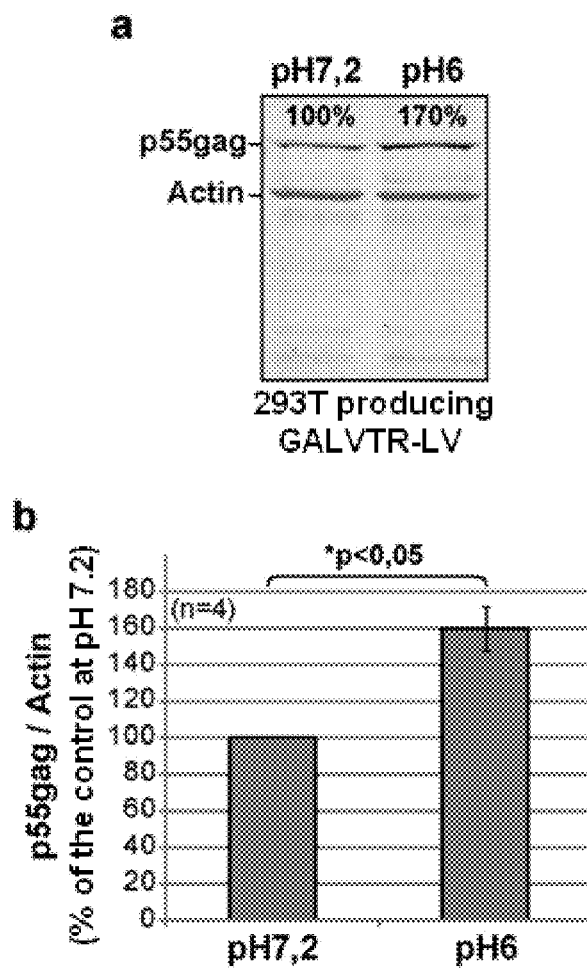 a
pH7,2 pH6
100% 170%
p55gag
Actin
293T producing
GALVTR-LV
b
*p<0,05
(n=4)
p55gag / Actin
(% of the control at pH 7.2)
180
160
140
120
100
80
60
40
20
0
pH7,2 pH6